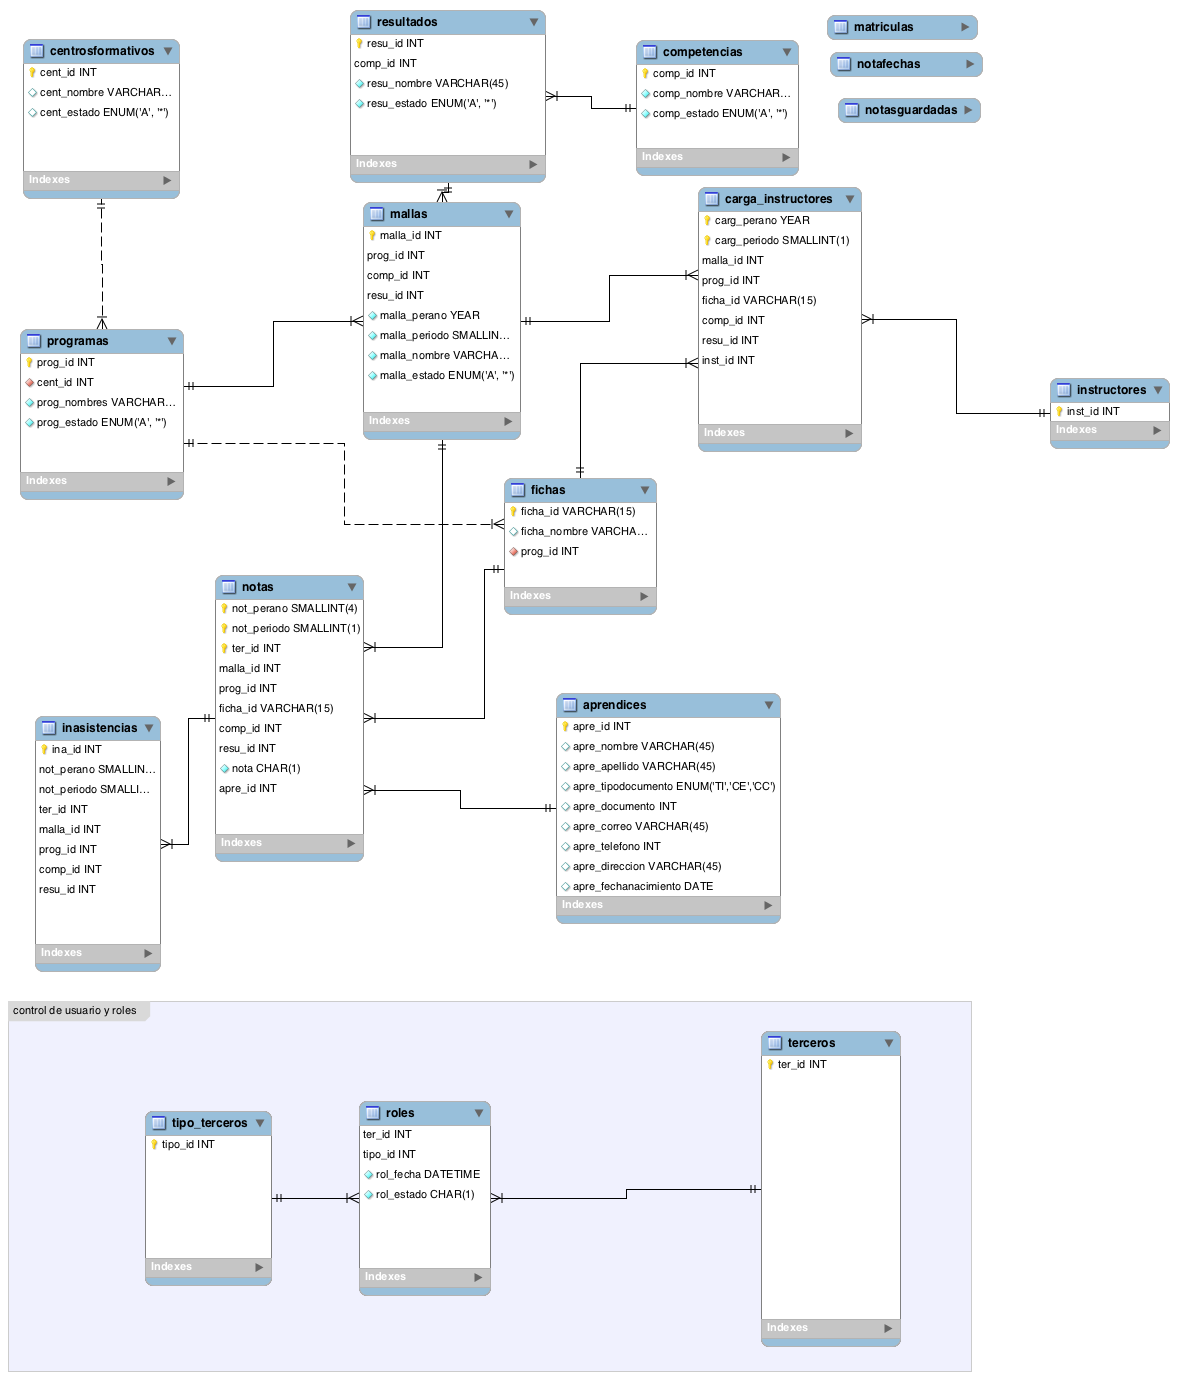 centrosformativos
cent_id INT
cent_nombre VARCHAR...
cent_estado ENUM('A', '*')
Indexes
resultados
resu_id INT
comp_id INT
resu_nombre VARCHAR(45)
resu_estado ENUM('A', '*')
Indexes
competencias
comp_id INT
comp_nombre VARCHAR...
comp_estado ENUM('A', '*')
Indexes
matriculas
notafechas
notasguardadas
mallas
malla_id INT
prog_id INT
comp_id INT
resu_id INT
malla_perano YEAR
malla_periodo SMALLIN...
malla_nombre VARCHA...
malla_estado ENUM('A', '*')
Indexes
carga_instructores
carg_perano YEAR
carg_periodo SMALLINT(1)
malla_id INT
prog_id INT
ficha_id VARCHAR(15)
comp_id INT
resu_id INT
inst_id INT
Indexes
programas
prog_id INT
cent_id INT
prog_nombres VARCHAR...
prog_estado ENUM('A', '*')
Indexes
instructores
inst_id INT
Indexes
fichas
ficha_id VARCHAR(15)
ficha_nombre VARCHA...
prog_id INT
Indexes
notas
not_perano SMALLINT(4)
not_periodo SMALLINT(1)
ter_id INT
malla_id INT
prog_id INT
ficha_id VARCHAR(15)
comp_id INT
resu_id INT
nota CHAR(1)
apre_id INT
Indexes
inasistencias
ina_id INT
not_perano SMALLIN...
not_periodo SMALLI...
ter_id INT
malla_id INT
prog_id INT
comp_id INT
resu_id INT
Indexes
aprendices
apre_id INT
apre_nombre VARCHAR(45)
apre_apellido VARCHAR(45)
apre_tipodocumento ENUM('TI','CE','CC')
apre_documento INT
apre_correo VARCHAR(45)
apre_telefono INT
apre_direccion VARCHAR(45)
apre_fechanacimiento DATE
Indexes
control de usuario y roles
tipo_terceros
tipo_id INT
Indexes
roles
ter_id INT
tipo_id INT
rol_fecha DATETIME
rol_estado CHAR(1)
Indexes
terceros
ter_id INT
Indexes